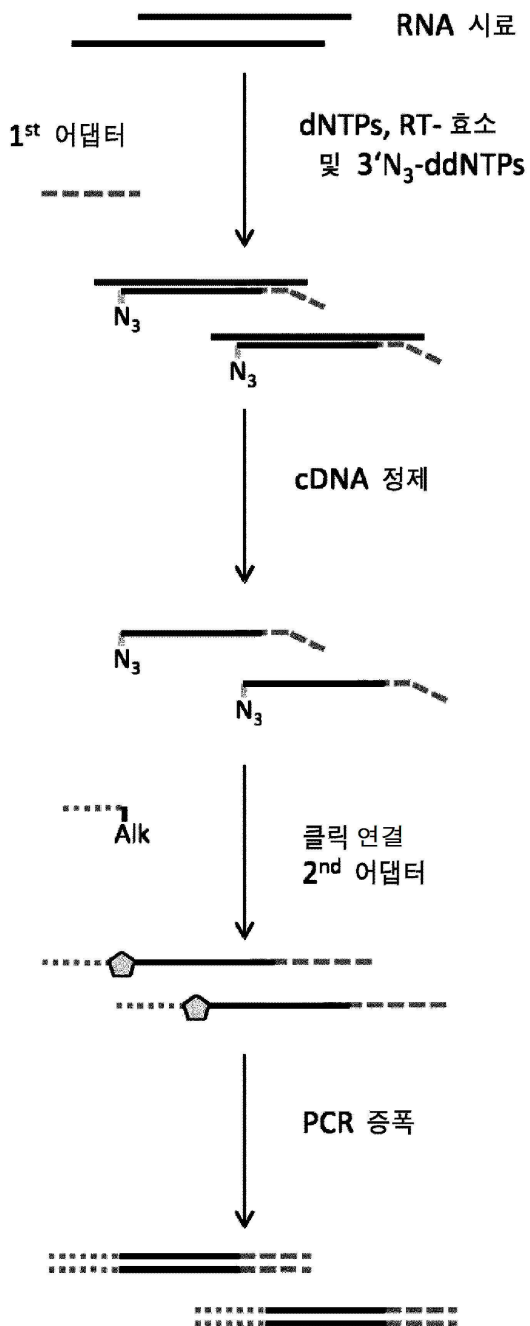 RNA 시료
1st 어댑터
dNTPs, RT- 효소
및 3'N3-ddNTPs
N3
N3
cDNA 정제
N3
N3
Alk
클릭 연결
2nd 어댑터
PCR 증폭